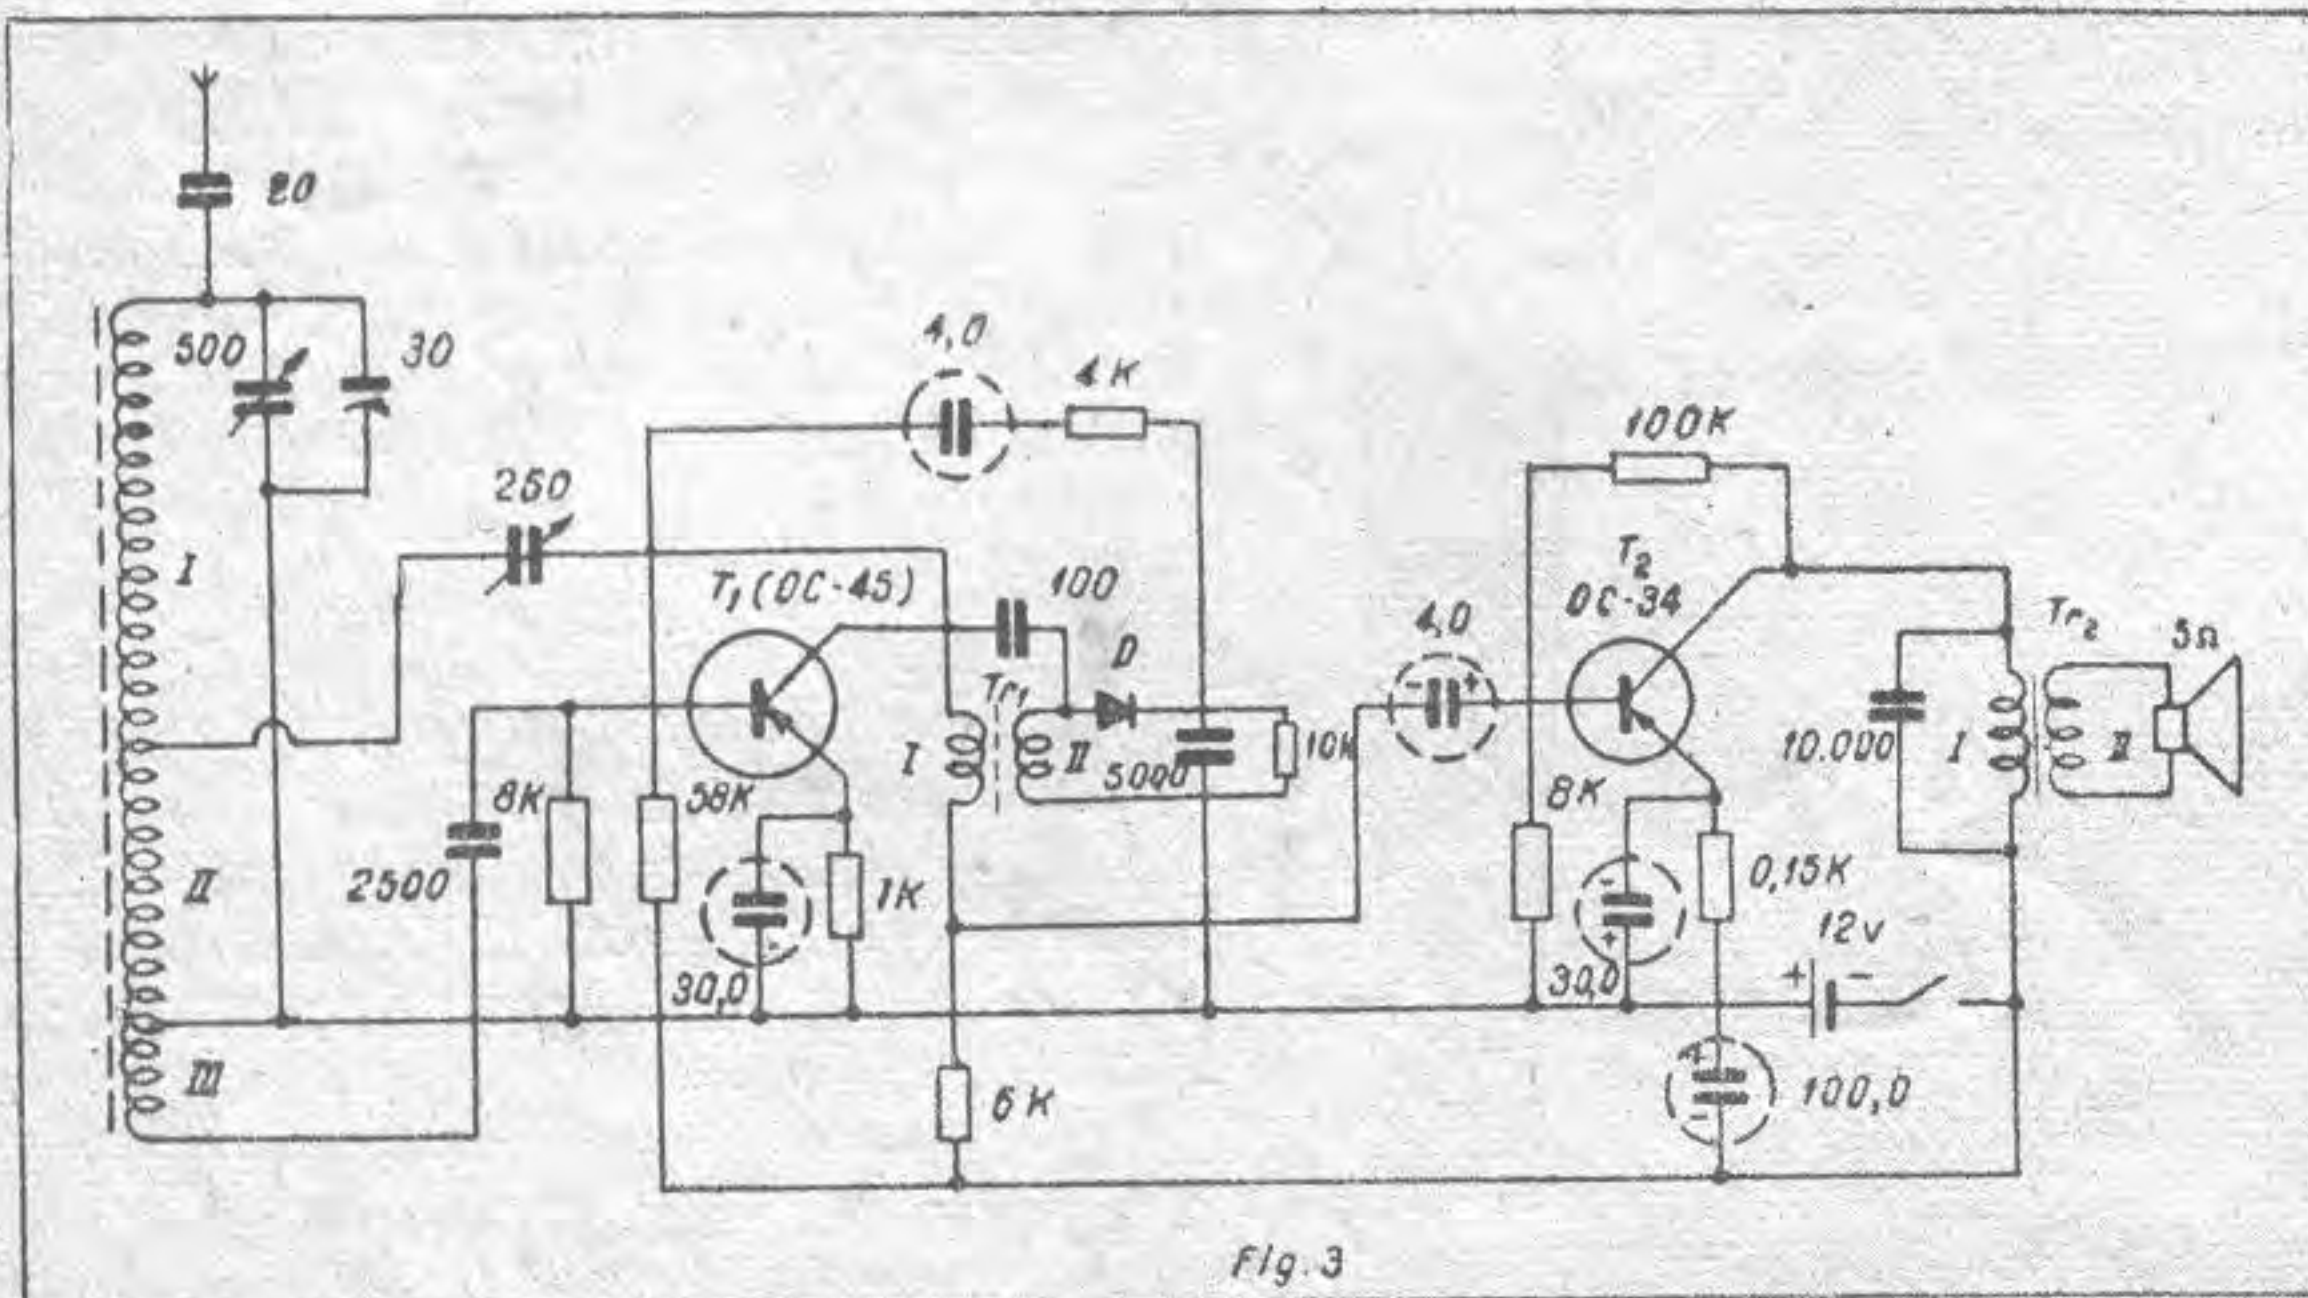 20
500
30
4,0
4K
100K
250
I
T₁(OC-45)
100
T₂
OC-34
4,0
D
Tr₁
Tr₂
5Ω
-
+
I
II
5000
10K
10.000
I
II
8K
58K
8K
2500
II
1K
0,15K
-
12v
-
+
+
-
30,0
30,0
III
6K
+
-
100,0
Fig. 3